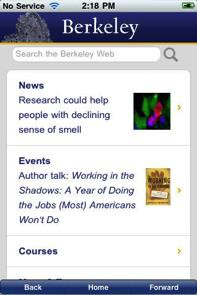 No Service 2:18 PM
Berkeley
Search the Berkeley Web
News
Research could help
people with declining
sense of smell
Events
Author talk: Working in the
Shadows: A Year of Doing
the Jobs (Most) Americans
Won't Do
WORKING
Courses
Back Home Forward